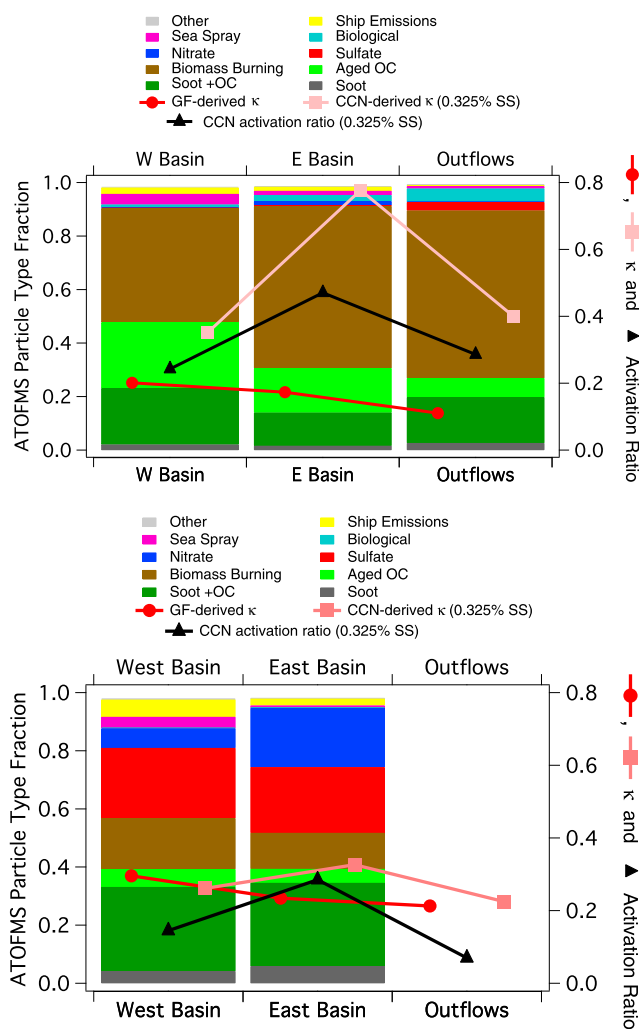 Other Ship Emissions
Sea Spray Biological
Nitrate Sulfate
Biomass Burning Aged OC
Soot +OC Soot
GF-derived κ CCN-derived κ (0.325% SS)
CCN activation ratio (0.325% SS)
W Basin E Basin Outflows
1.0 0.8
0.8
0.6
0.6
0.4
0.4
0.2
0.2
0.0 0.0
ATOFMS Particle Type Fraction
, κ and Activation Ratio
W Basin E Basin Outflows
Other Ship Emissions
Sea Spray Biological
Nitrate Sulfate
Biomass Burning Aged OC
Soot +OC Soot
GF-derived κ CCN-derived κ (0.325% SS)
CCN activation ratio (0.325% SS)
West Basin East Basin Outflows
1.0 0.8
0.8
0.6
0.6
0.4
0.4
0.2
0.2
0.0 0.0
ATOFMS Particle Type Fraction
, κ and Activation Ratio
West Basin East Basin Outflows